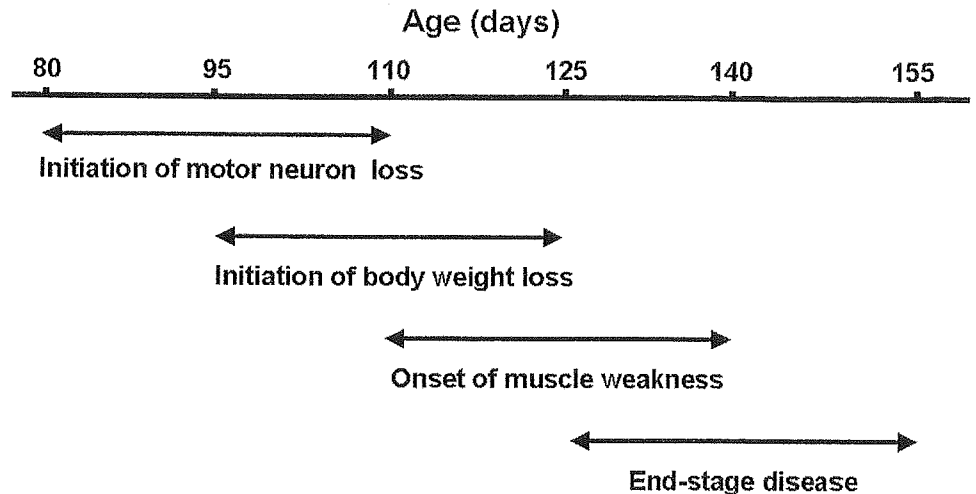 Age (days)
80 95 110 125 140 155
Initiation of motor neuron loss
Initiation of body weight loss
Onset of muscle weakness
End-stage disease